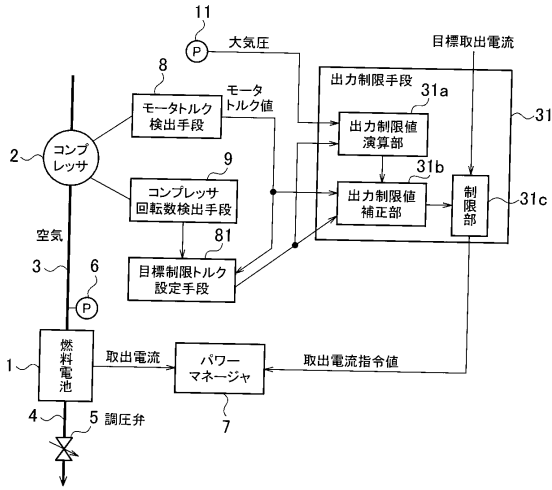 11
P
大気圧
目標取出電流
8
モータ
トルク値
モータトルク
検出手段
出力制限手段
31
31a
出力制限値
演算部
2
コンプ
レッサ
9
コンプレッサ
回転数検出手段
31b
出力制限値
補正部
制限部
31c
空気
3
6
P
81
目標制限トルク
設定手段
1
燃料電池
取出電流
パワー
マネージャ
7
取出電流指令値
4
5
調圧弁